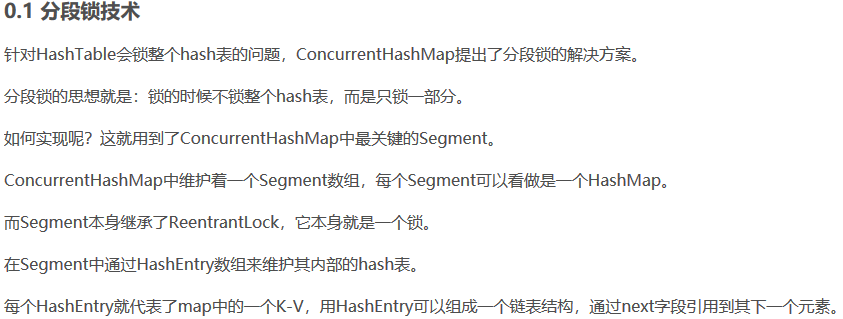 0.1 分段锁技术
针对HashTable会锁整个hash表的问题，ConcurrentHashMap提出了分段锁的解决方案。
分段锁的思想就是：锁的时候不锁整个hash表，而是只锁一部分。
如何实现呢？这就用到了ConcurrentHashMap中最关键的Segment。
ConcurrentHashMap中维护着一个Segment数组，每个Segment可以看做是一个HashMap。
而Segment本身继承了ReentrantLock，它本身就是一个锁。
在Segment中通过HashEntry数组来维护其内部的hash表。
每个HashEntry就代表了map中的一个K-V，用HashEntry可以组成一个链表结构，通过next字段引用到其下一个元素。